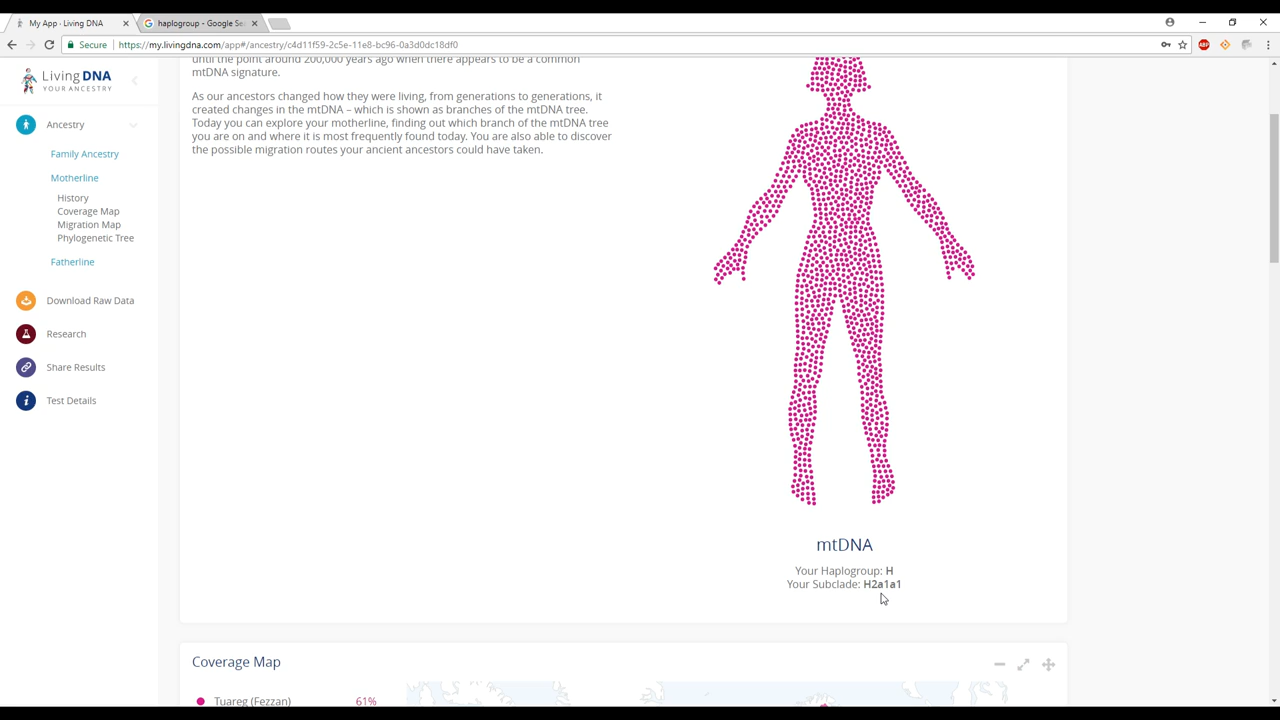 My App › Living DNA
haplogroup - Google Se
Secure
https://my.livingdna.com/app#/ancestry/c4d11f59-2c5e-11e8-bc96-0a3d0dc18df0
ABP
Living DNA
YOUR ANCESTRY
Ancestry
Family Ancestry
Motherline
History
Coverage Map
Migration Map
Phylogenetic Tree
Fatherline
Download Raw Data
Research
Share Results
Test Details
until the point around 200,000 years ago when there appears to be a common
mtDNA signature.
As our ancestors changed how they were living, from generations to generations, it
created changes in the mtDNA – which is shown as branches of the mtDNA tree.
Today you can explore your motherline, finding out which branch of the mtDNA tree
you are on and where it is most frequently found today. You are also able to discover
the possible migration routes your ancient ancestors could have taken.
mtDNA
Your Haplogroup: H
Your Subclade: H2a1a1
Coverage Map
Tuareg (Fezzan) 61%